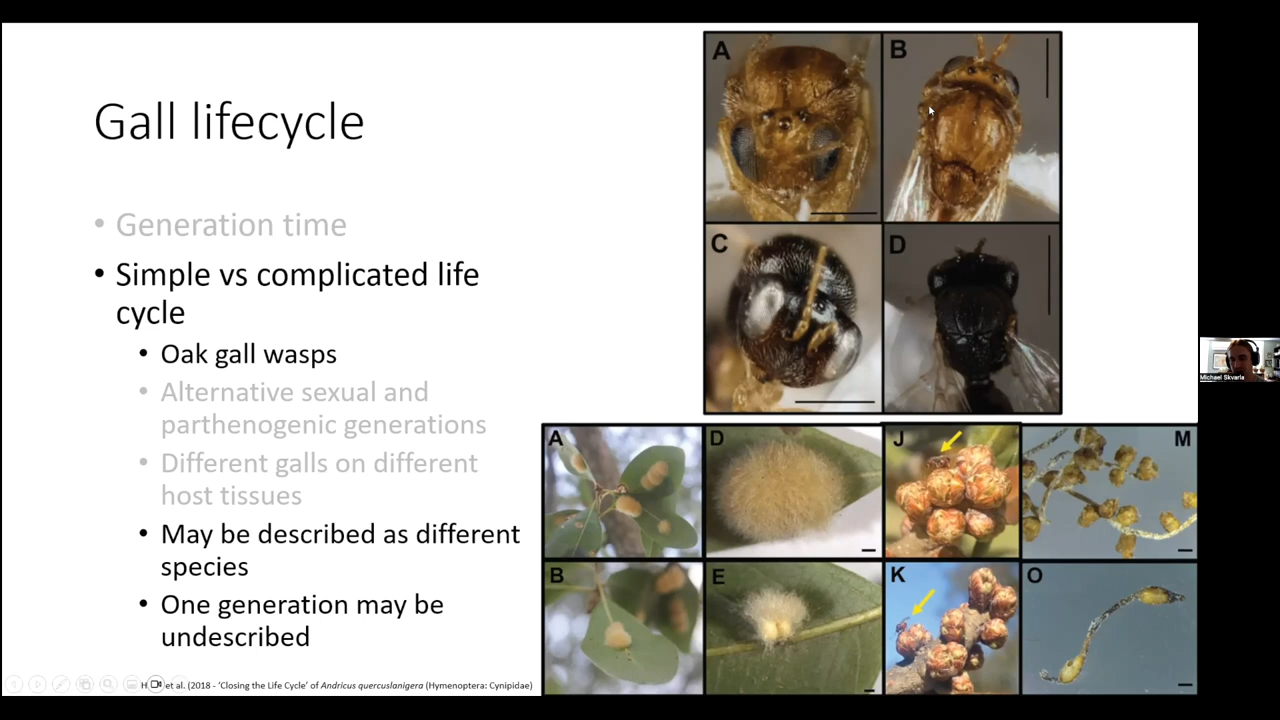 Gall lifecycle
• Generation time
• Simple vs complicated life
cycle
• Oak gall wasps
• Alternative sexual and
parthenogenic generations
• Different galls on different
host tissues
• May be described as different
species
• One generation may be
undescribed
et al. (2018 - 'Closing the Life Cycle' of Andricus quercuslanigera (Hymenoptera: Cynipidae)
A
B
C
D
A
D
J
M
B
E
K
O
Michael Skvarla